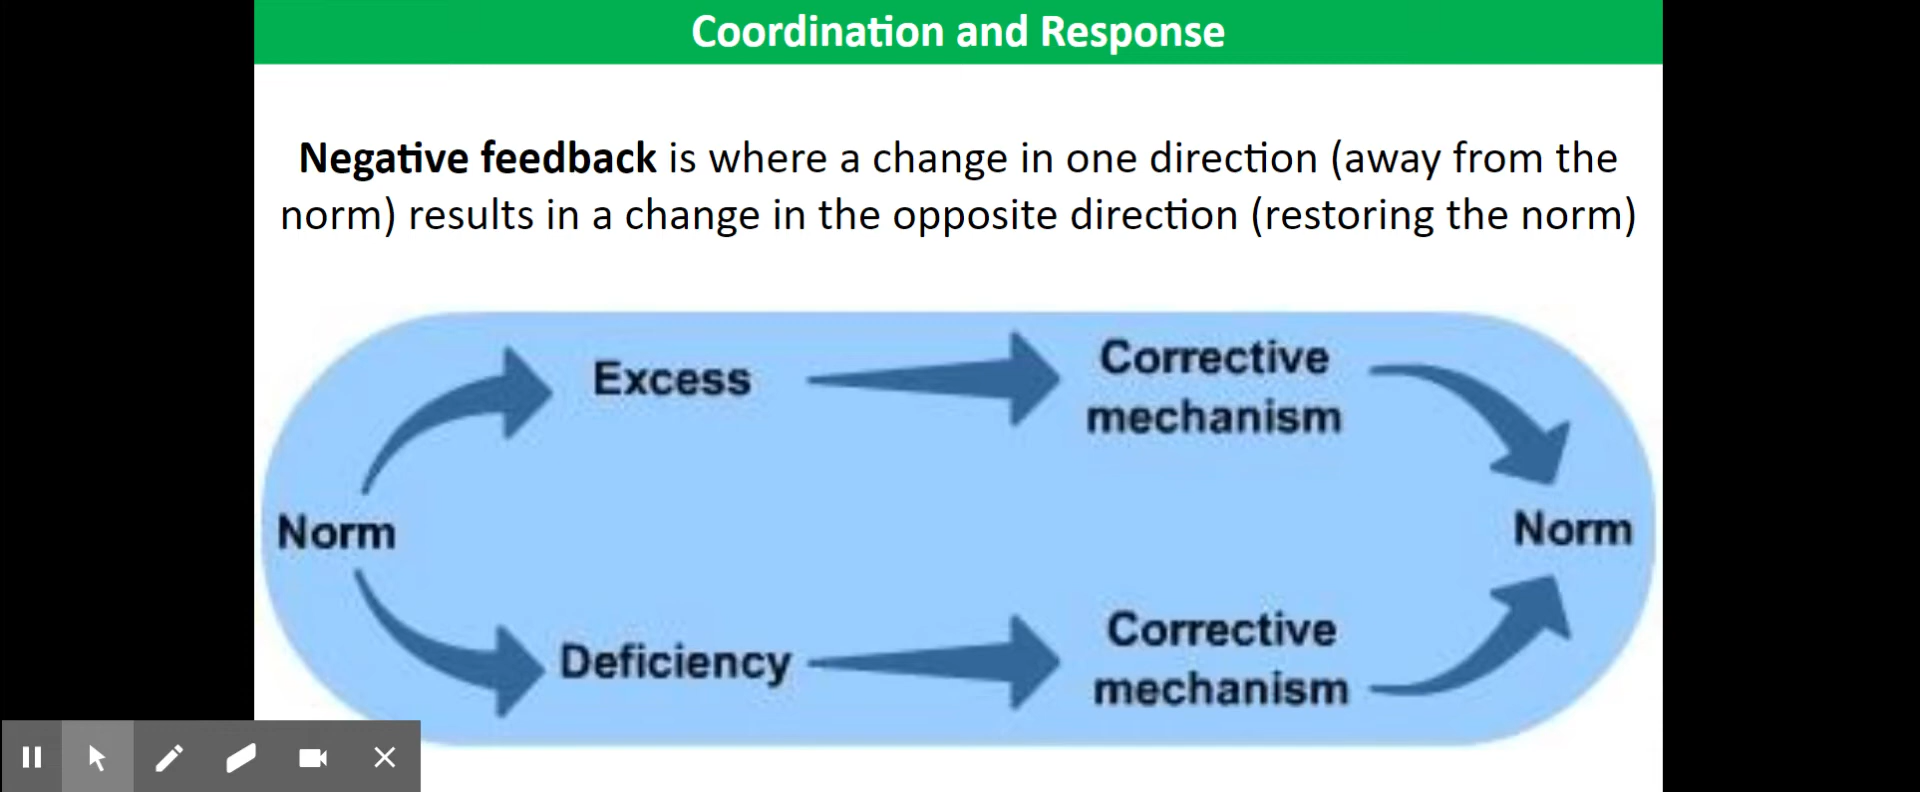 Coordination and Response
Negative feedback is where a change in one direction (away from the
norm) results in a change in the opposite direction (restoring the norm)
Excess
Corrective
mechanism
Norm
Norm
Deficiency
Corrective
mechanism